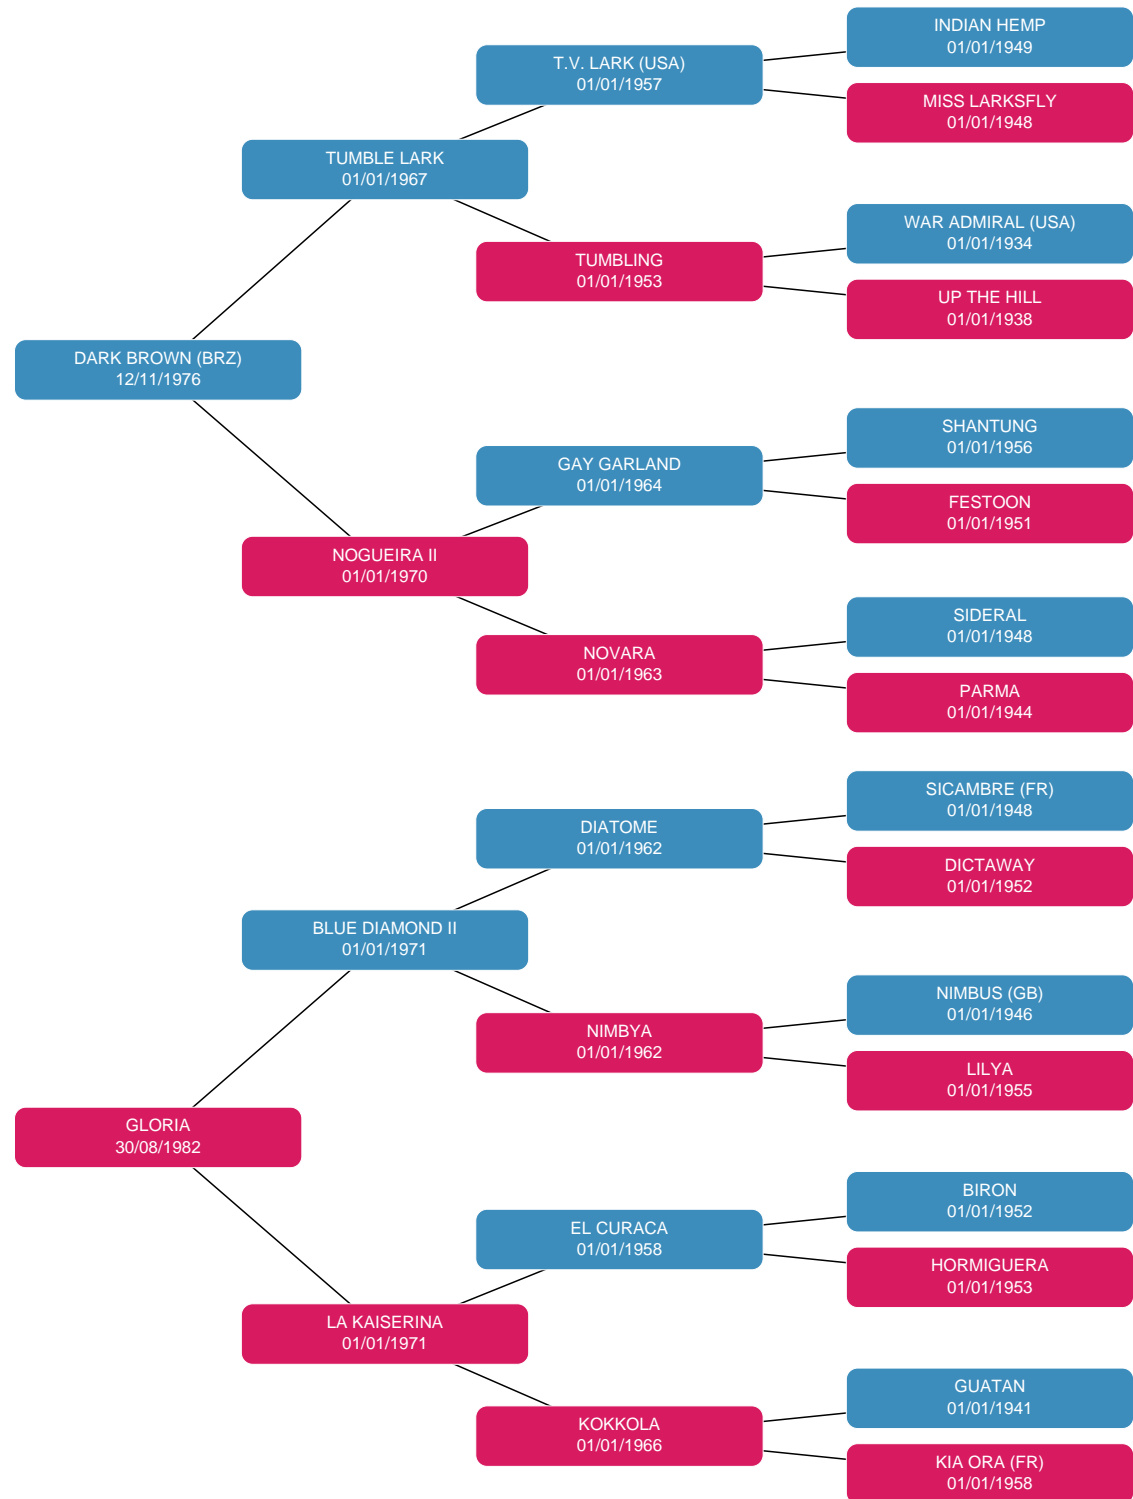 INDIAN HEMP
01/01/1949
T.V. LARK (USA)
01/01/1957
MISS LARKSFLY
01/01/1948
TUMBLE LARK
01/01/1967
WAR ADMIRAL (USA)
01/01/1934
TUMBLING
01/01/1953
UP THE HILL
01/01/1938
DARK BROWN (BRZ)
12/11/1976
SHANTUNG
01/01/1956
GAY GARLAND
01/01/1964
FESTOON
01/01/1951
NOGUEIRA II
01/01/1970
SIDERAL
01/01/1948
NOVARA
01/01/1963
PARMA
01/01/1944
SICAMBRE (FR)
01/01/1948
DIATOME
01/01/1962
DICTAWAY
01/01/1952
BLUE DIAMOND II
01/01/1971
NIMBUS (GB)
01/01/1946
NIMBYA
01/01/1962
LILYA
01/01/1955
GLORIA
30/08/1982
BIRON
01/01/1952
EL CURACA
01/01/1958
HORMIGUERA
01/01/1953
LA KAISERINA
01/01/1971
GUATAN
01/01/1941
KOKKOLA
01/01/1966
KIA ORA (FR)
01/01/1958